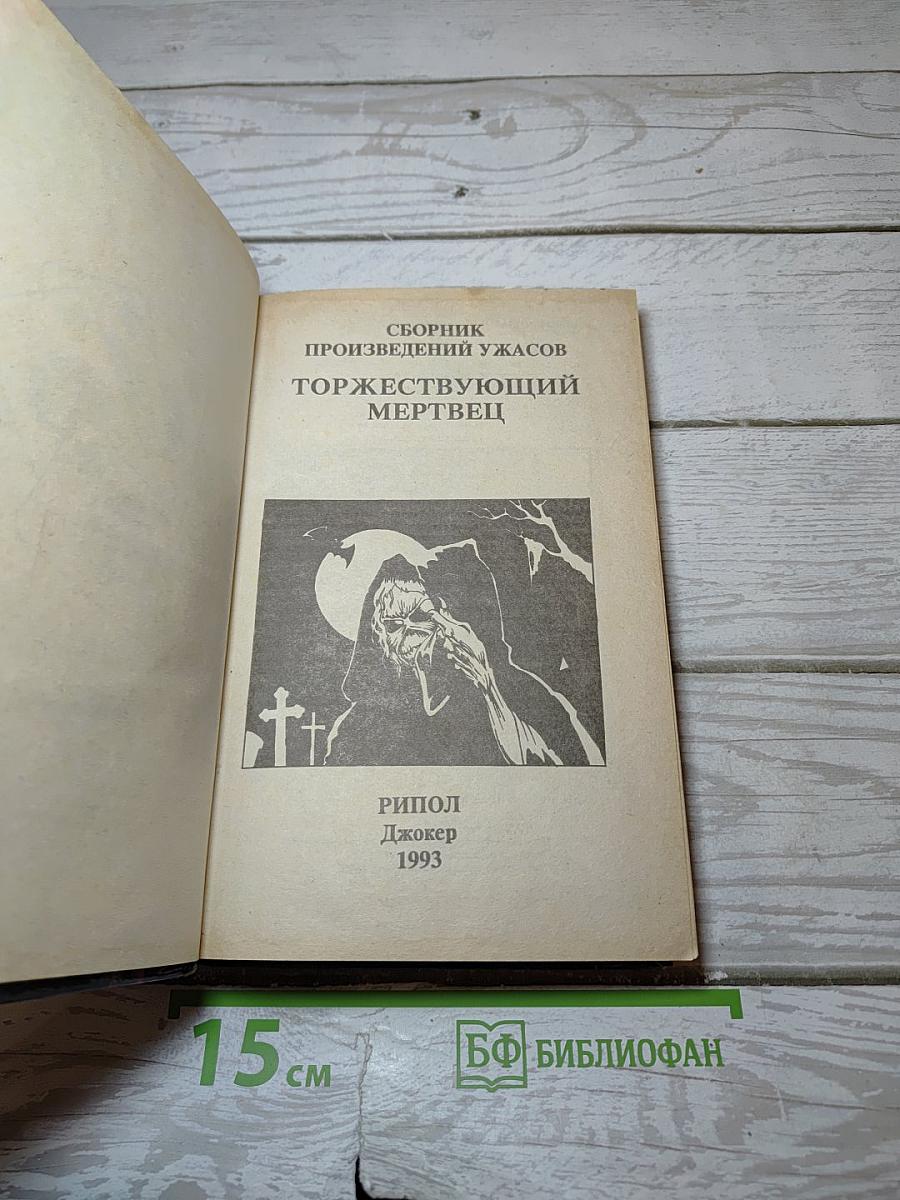 СБОРНИК
ПРОИЗВЕДЕНИЙ УЖАСОВ
ТОРЖЕСТВУЮЩИЙ
МЕРТВЕЦ
РИПОЛ
Джокер
1993
15 см
БФ БИБЛИОФАН